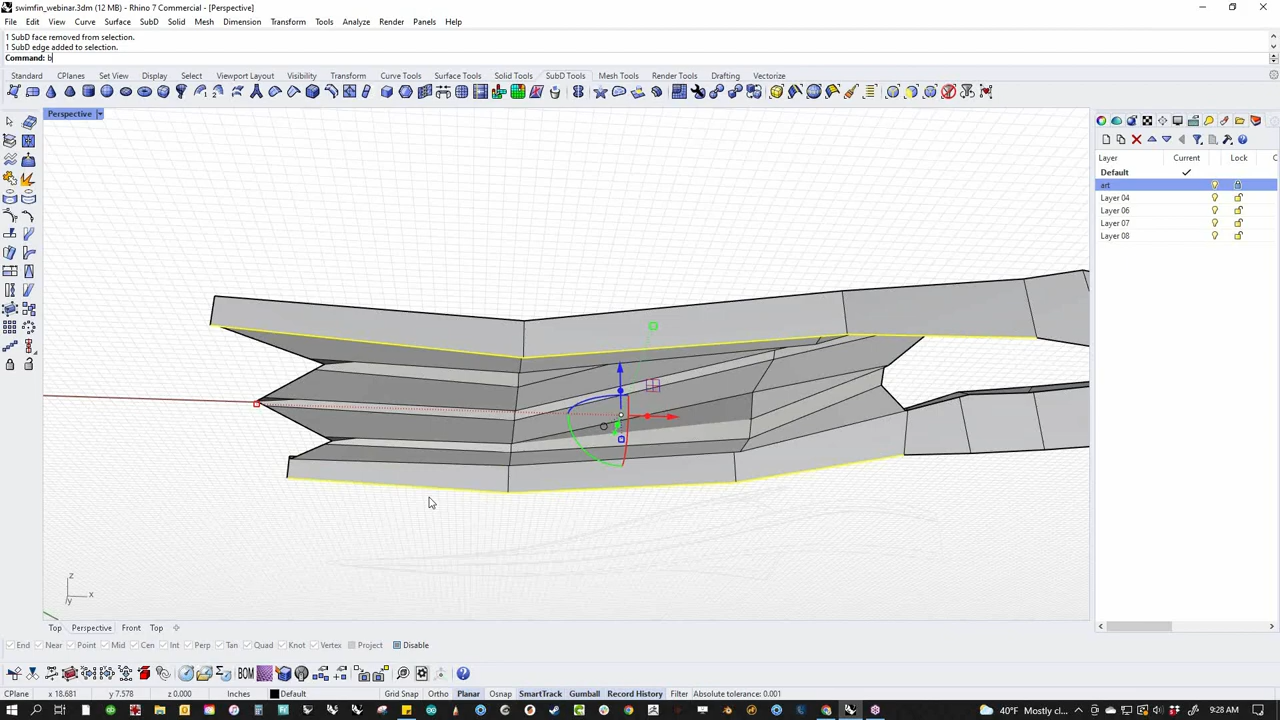 swimfin_webinar.3dm (12 MB) - Rhino 7 Commercial - [Perspective]
File Edit View Curve Surface SubD Solid Mesh Dimension Transform Tools Analyze Render Panels Help
1 SubD face removed from selection.
1 SubD edge added to selection.
Command: b
Standard CPlanes Set View Display Select Viewport Layout Visibility Transform Curve Tools Surface Tools Solid Tools SubD Tools Mesh Tools Render Tools Drafting Vectorize
Perspective
Layer Current Lock C
Default
art
Layer 04
Layer 06
Layer 07
Layer 08
z
x
y
Top Perspective Front Top
End Near Point Mid Cen Int Perp Tan Quad Knot Vertex Project Disable
BOM
CPlane x 18.681 y 7.578 z 0.000 Inches Default Grid Snap Ortho Planar Osnap SmartTrack Gumball Record History Filter Absolute tolerance: 0.001
40°F Mostly cl... 9:28 AM